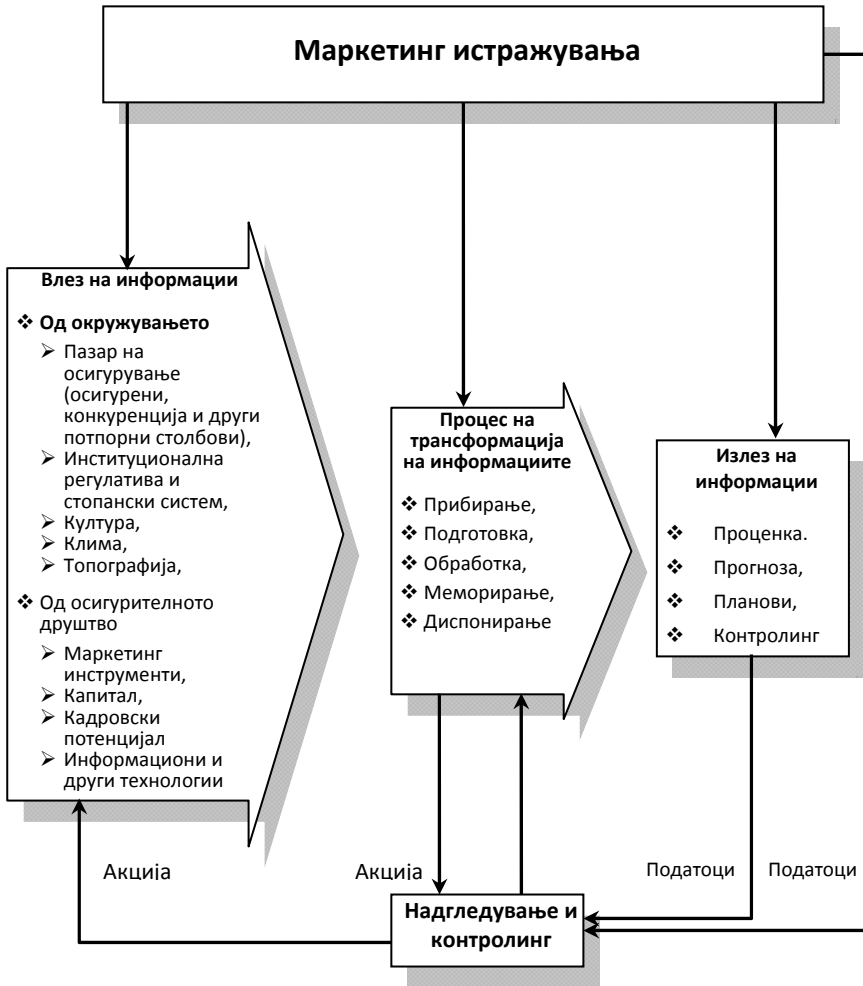 Маркетинг истражувања
Влез на информации
❖ Од окружувањето
➢ Пазар на
осигурување
(осигурени,
конкуренција и други
потпорни столбови),
➢ Институционална
регулатива и
стопански систем,
➢ Култура,
➢ Клима,
➢ Топографија,
❖ Од осигурителното
друштво
➢ Маркетинг
инструменти,
➢ Капитал,
➢ Кадровски
потенцијал
➢ Информациони и
други технологии
Процес на
трансформација
на информациите
❖ Прибирање,
❖ Подготовка,
❖ Обработка,
❖ Меморирање,
❖ Диспонирање
Излез на
информации
❖ Проценка.
❖ Прогноза,
❖ Планови,
❖ Контролинг
Акција
Акција
Податоци
Податоци
Надгледување и
контролинг